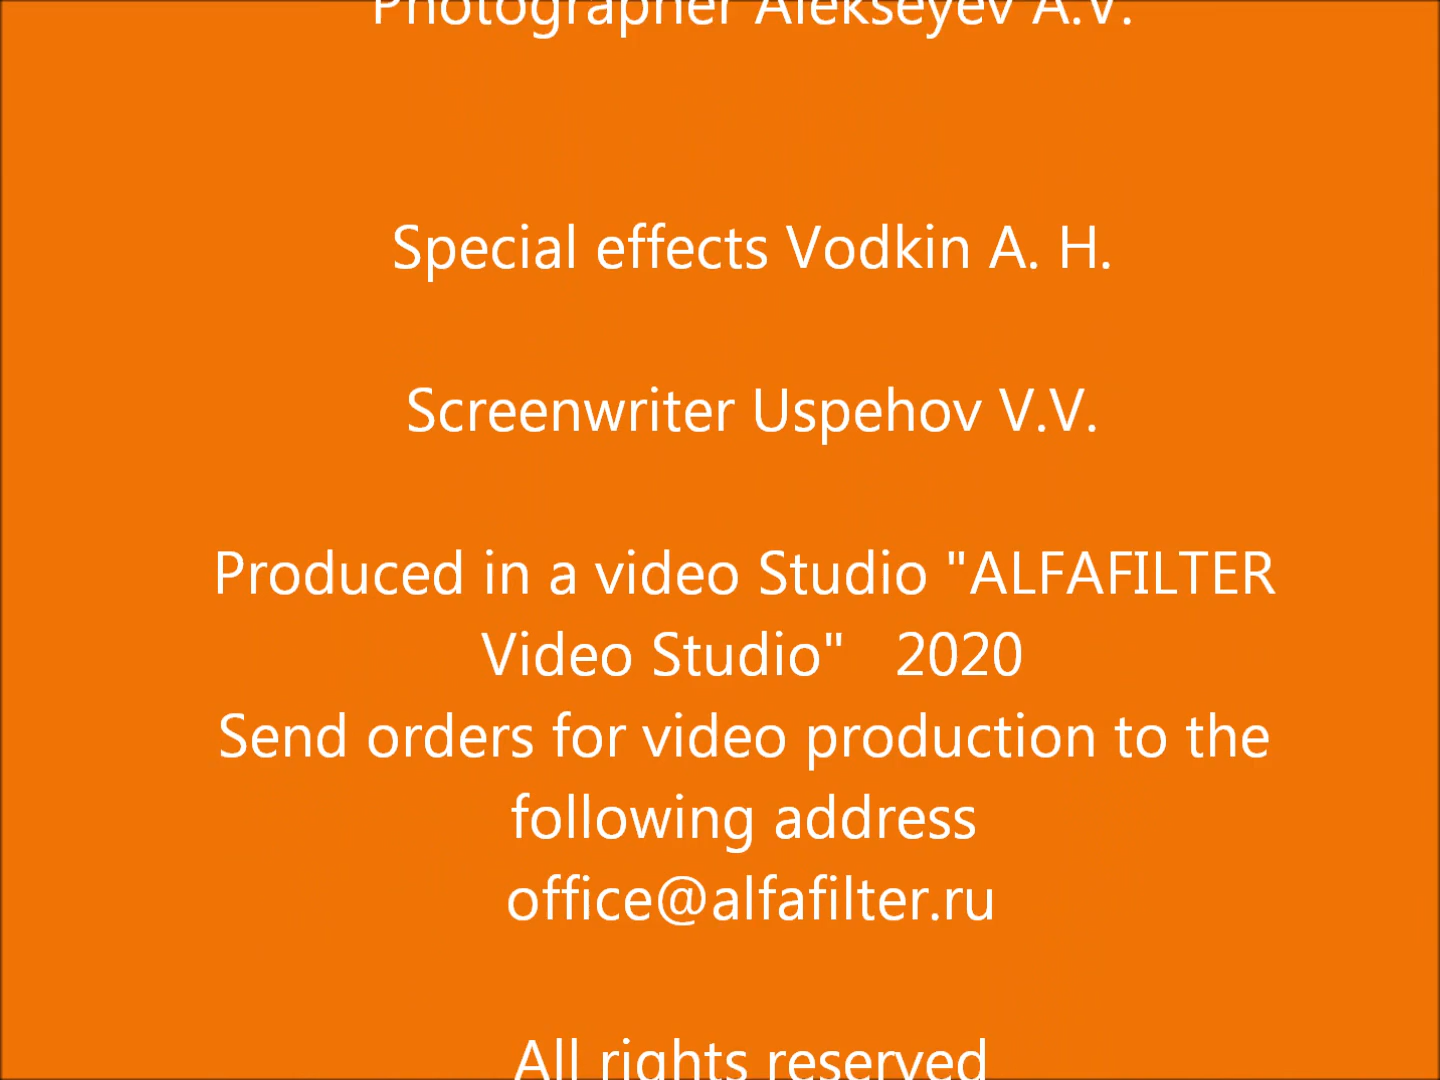 Photographer Alekseyev A.V.
Special effects Vodkin A. H.
Screenwriter Uspehov V.V.
Produced in a video Studio "ALFAFILTER
Video Studio" 2020
Send orders for video production to the
following address
office@alfafilter.ru
All rights reserved